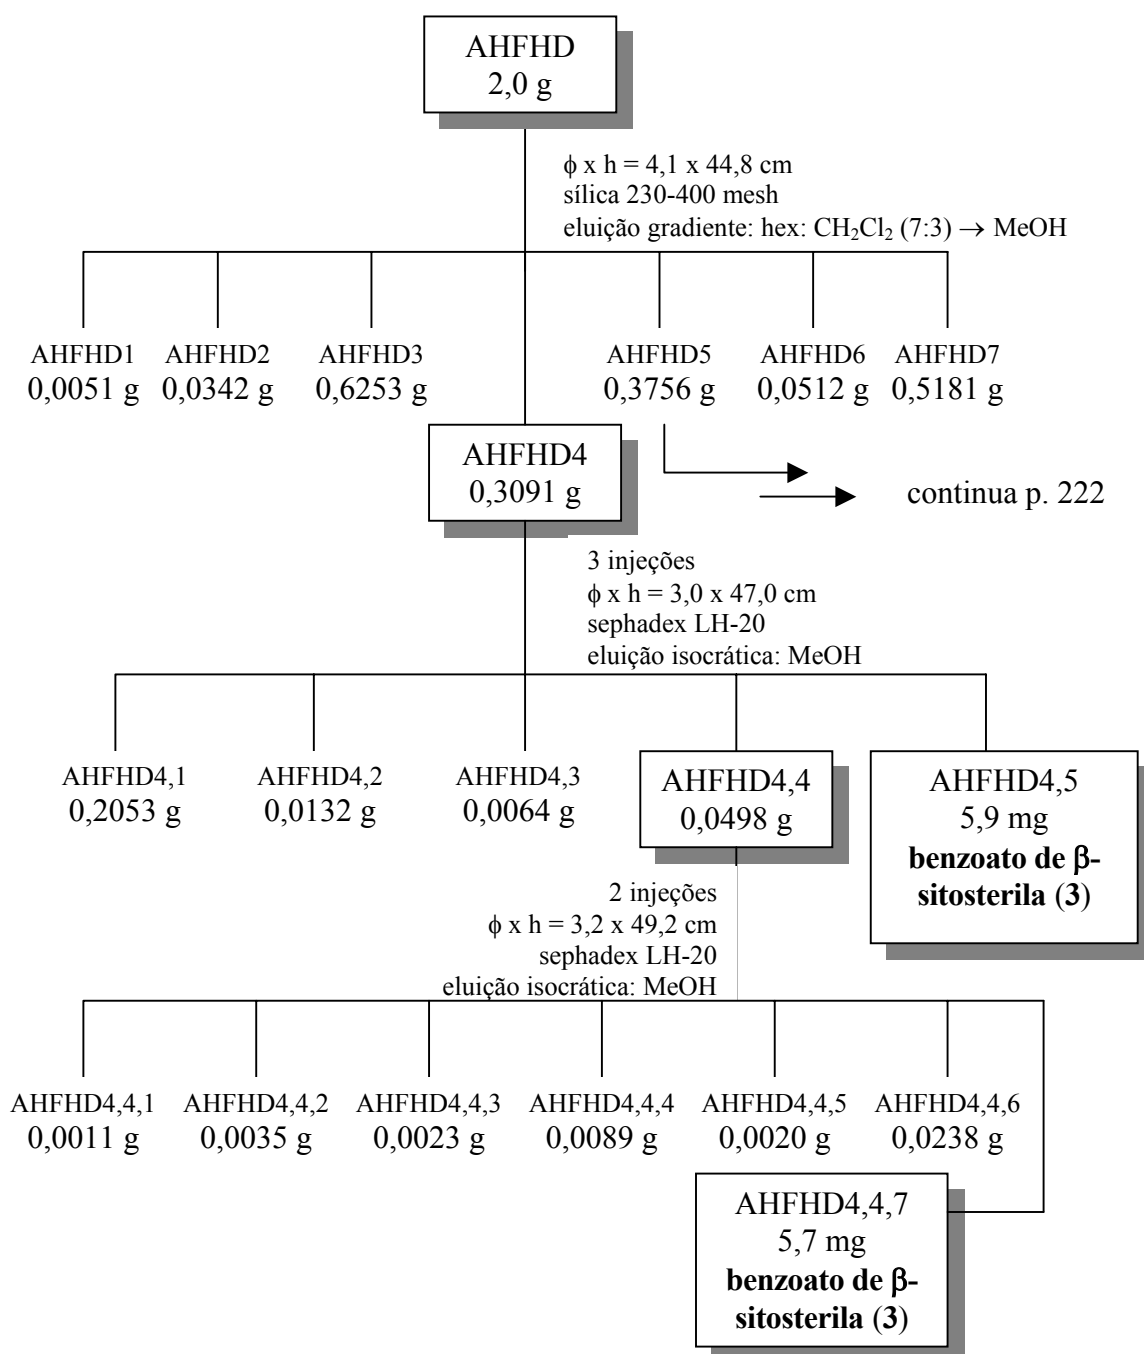 AHFHD
2,0 g
ϕ x h = 4,1 x 44,8 cm
sílica 230-400 mesh
eluição gradiente: hex: CH₂Cl₂ (7:3) → MeOH
AHFHD1
0,0051 g
AHFHD2
0,0342 g
AHFHD3
0,6253 g
AHFHD5
0,3756 g
AHFHD6
0,0512 g
AHFHD7
0,5181 g
AHFHD4
0,3091 g
continua p. 222
3 injeções
ϕ x h = 3,0 x 47,0 cm
sephadex LH-20
eluição isocrática: MeOH
AHFHD4,1
0,2053 g
AHFHD4,2
0,0132 g
AHFHD4,3
0,0064 g
AHFHD4,4
0,0498 g
AHFHD4,5
5,9 mg
benzoato de β-
sitosterila (3)
2 injeções
ϕ x h = 3,2 x 49,2 cm
sephadex LH-20
eluição isocrática: MeOH
AHFHD4,4,1
0,0011 g
AHFHD4,4,2
0,0035 g
AHFHD4,4,3
0,0023 g
AHFHD4,4,4
0,0089 g
AHFHD4,4,5
0,0020 g
AHFHD4,4,6
0,0238 g
AHFHD4,4,7
5,7 mg
benzoato de β-
sitosterila (3)